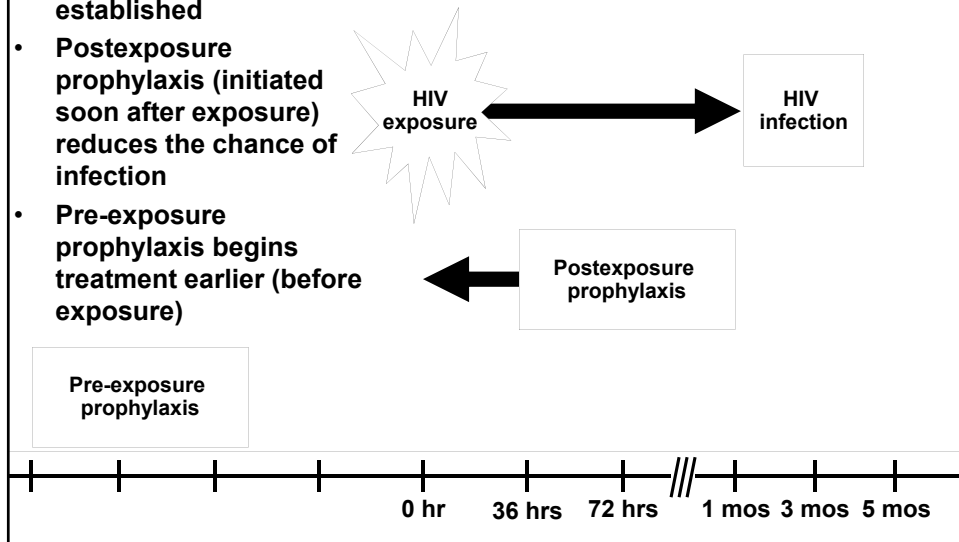 established
• Postexposure
prophylaxis (initiated
soon after exposure)
reduces the chance of
infection
• Pre-exposure
prophylaxis begins
treatment earlier (before
exposure)
HIV
exposure
HIV
infection
Postexposure
prophylaxis
Pre-exposure
prophylaxis
0 hr 36 hrs 72 hrs 1 mos 3 mos 5 mos